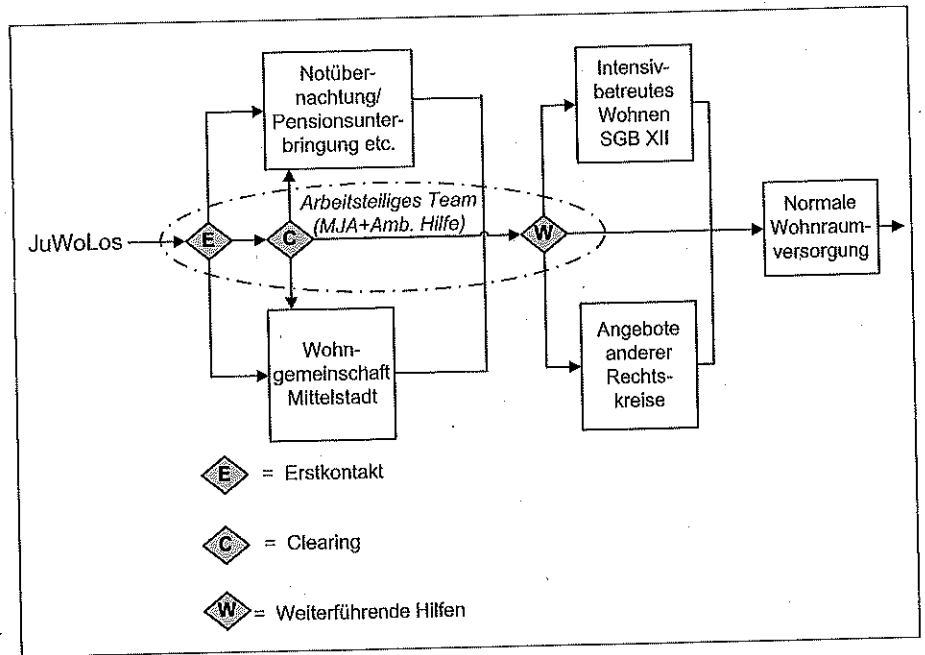 Notüber-
nachtung/
Pensionsunter-
bringung etc.
Intensiv-
betreutes
Wohnen
SGB XII
Arbeitsteiliges Team
(MJA+Amb. Hilfe)
JuWoLos
E
C
W
Normale
Wohnraum-
versorgung
Wohn-
gemeinschaft
Mittelstadt
Angebote
anderer
Rechts-
kreise
E = Erstkontakt
C = Clearing
W = Weiterführende Hilfen